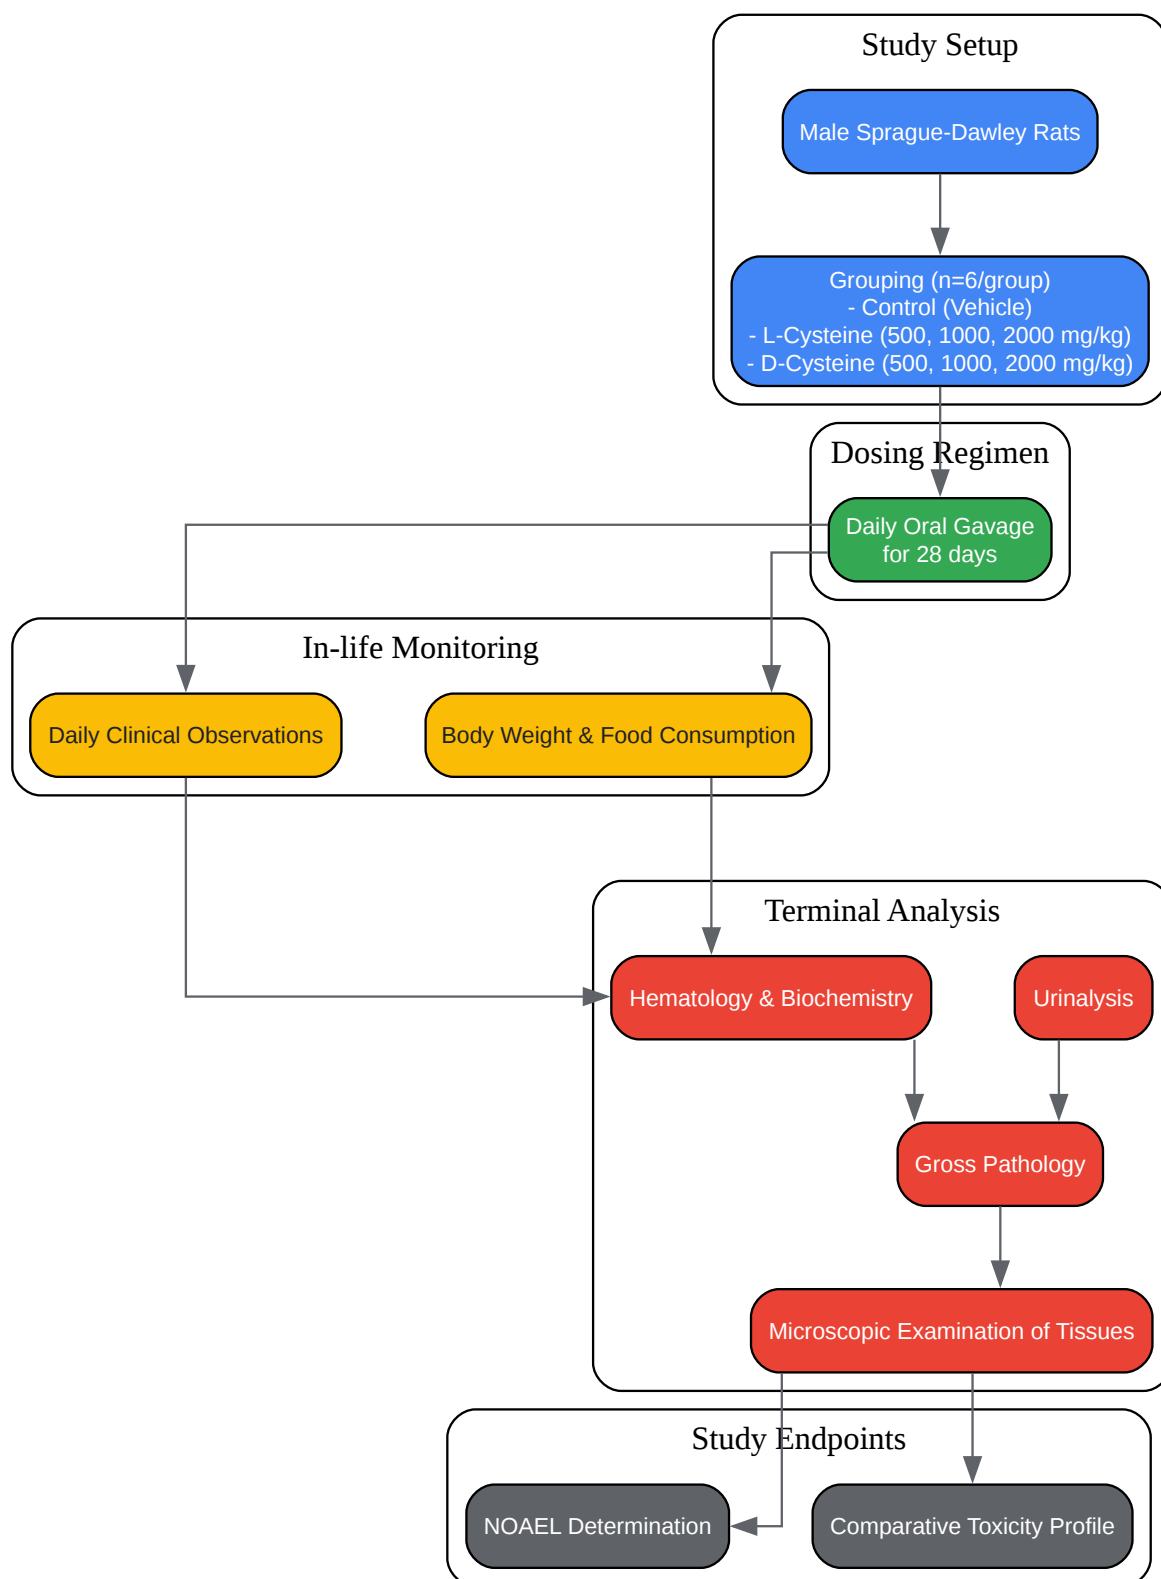 Study Setup
Male Sprague-Dawley Rats
Grouping (n=6/group)
- Control (Vehicle)
- L-Cysteine (500, 1000, 2000 mg/kg)
- D-Cysteine (500, 1000, 2000 mg/kg)
Dosing Regimen
Daily Oral Gavage
for 28 days
In-life Monitoring
Daily Clinical Observations
Body Weight & Food Consumption
Terminal Analysis
Hematology & Biochemistry
Urinalysis
Gross Pathology
Microscopic Examination of Tissues
Study Endpoints
NOAEL Determination
Comparative Toxicity Profile